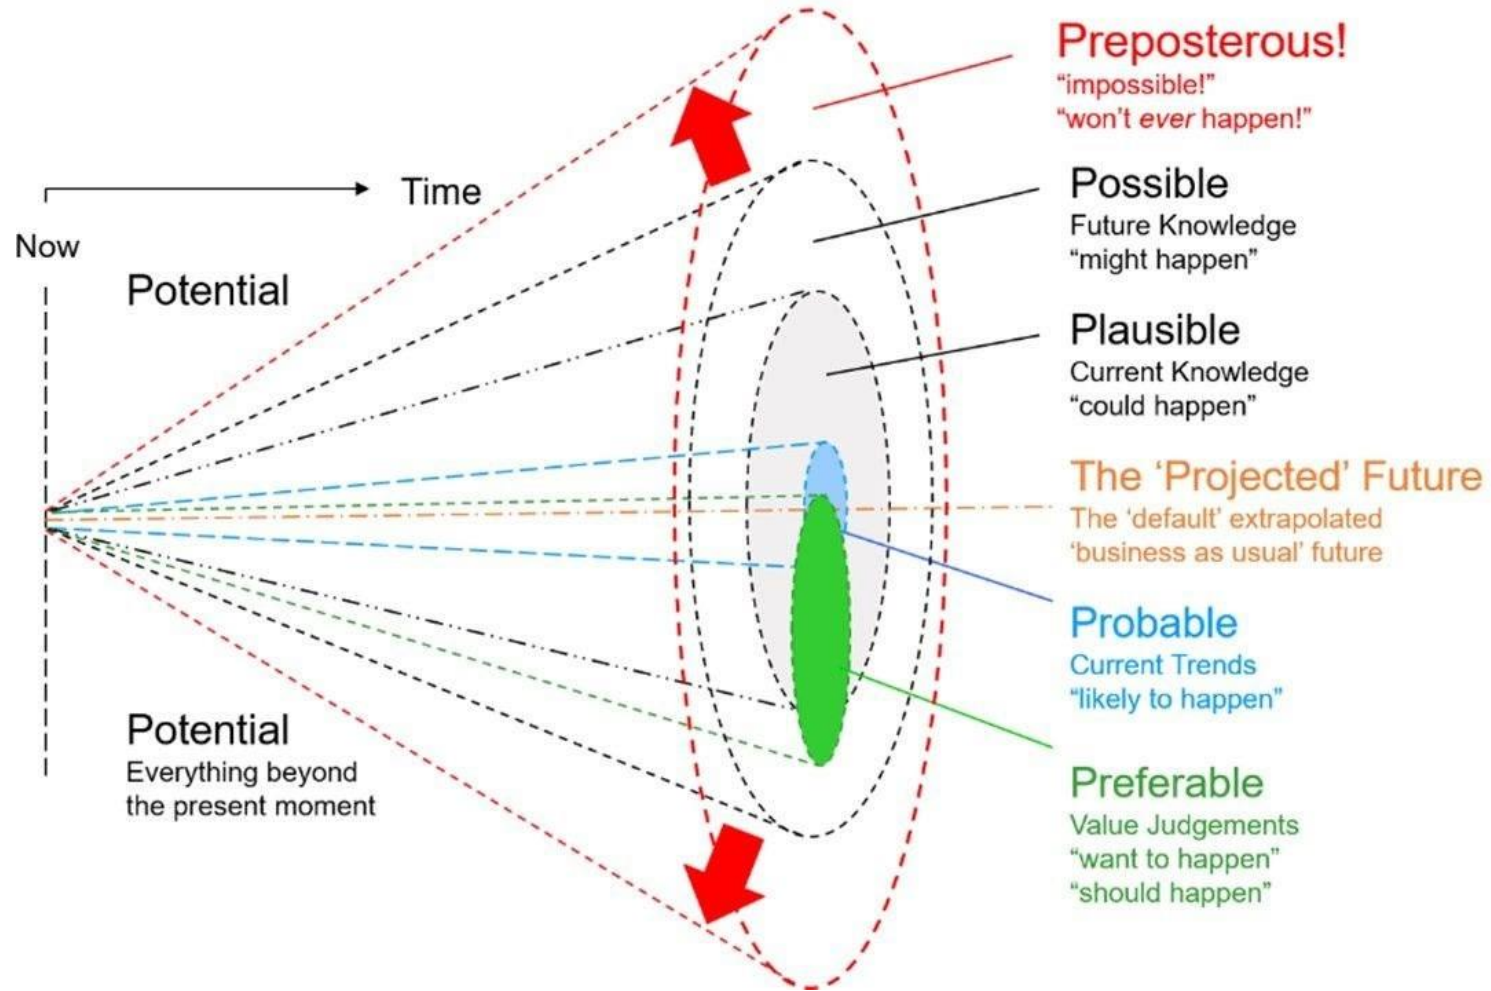 Preposterous!
“impossible!”
“won’t ever happen!”
Possible
Future Knowledge
“might happen”
Time
Now
Potential
Plausible
Current Knowledge
“could happen”
The ‘Projected’ Future
The ‘default’ extrapolated
‘business as usual’ future
Probable
Current Trends
“likely to happen”
Potential
Everything beyond
the present moment
Preferable
Value Judgements
“want to happen”
“should happen”